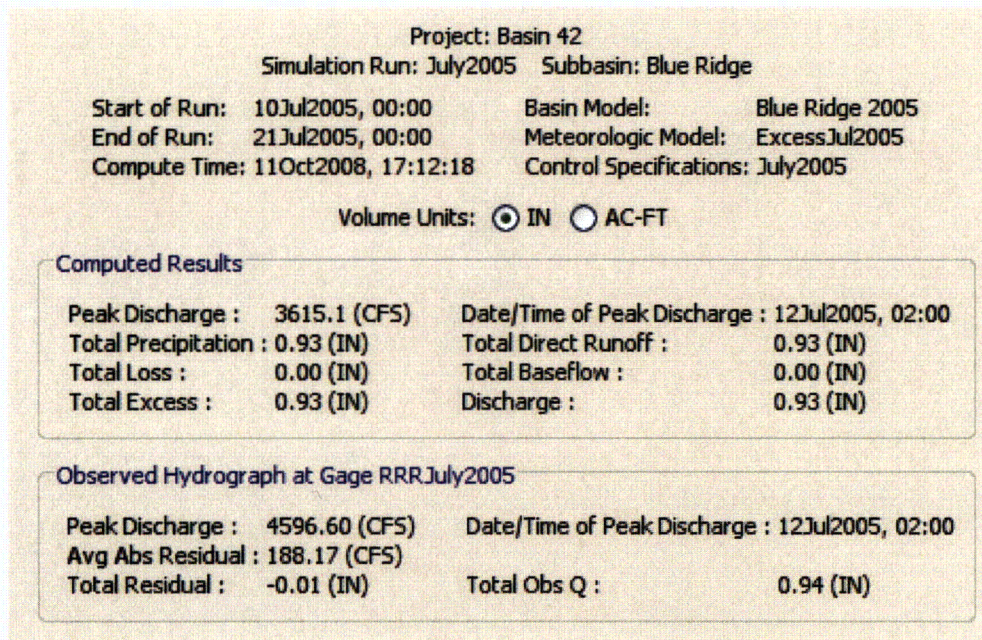 Project: Basin 42
Simulation Run: July2005 Subbasin: Blue Ridge
Start of Run: 10Jul2005, 00:00 Basin Model: Blue Ridge 2005
End of Run: 21Jul2005, 00:00 Meteorologic Model: ExcessJul2005
Compute Time: 11Oct2008, 17:12:18 Control Specifications: July2005
Volume Units: IN AC-FT
Computed Results
Peak Discharge : 3615.1 (CFS) Date/Time of Peak Discharge : 12Jul2005, 02:00
Total Precipitation : 0.93 (IN) Total Direct Runoff : 0.93 (IN)
Total Loss : 0.00 (IN) Total Baseflow : 0.00 (IN)
Total Excess : 0.93 (IN) Discharge : 0.93 (IN)
Observed Hydrograph at Gage RRRJuly2005
Peak Discharge : 4596.60 (CFS) Date/Time of Peak Discharge : 12Jul2005, 02:00
Avg Abs Residual : 188.17 (CFS)
Total Residual : -0.01 (IN) Total Obs Q : 0.94 (IN)